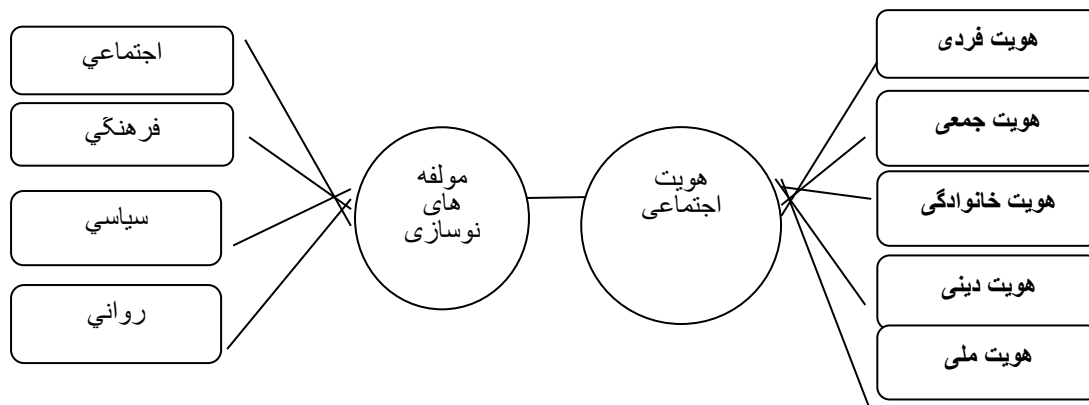 هویت فردی
هویت جمعی
هویت خانوادگی
هویت دینی
هویت ملی
هویت
اجتماعی
مولفه
های
نوسازی
اجتماعي
فرهنگي
سياسي
رواني